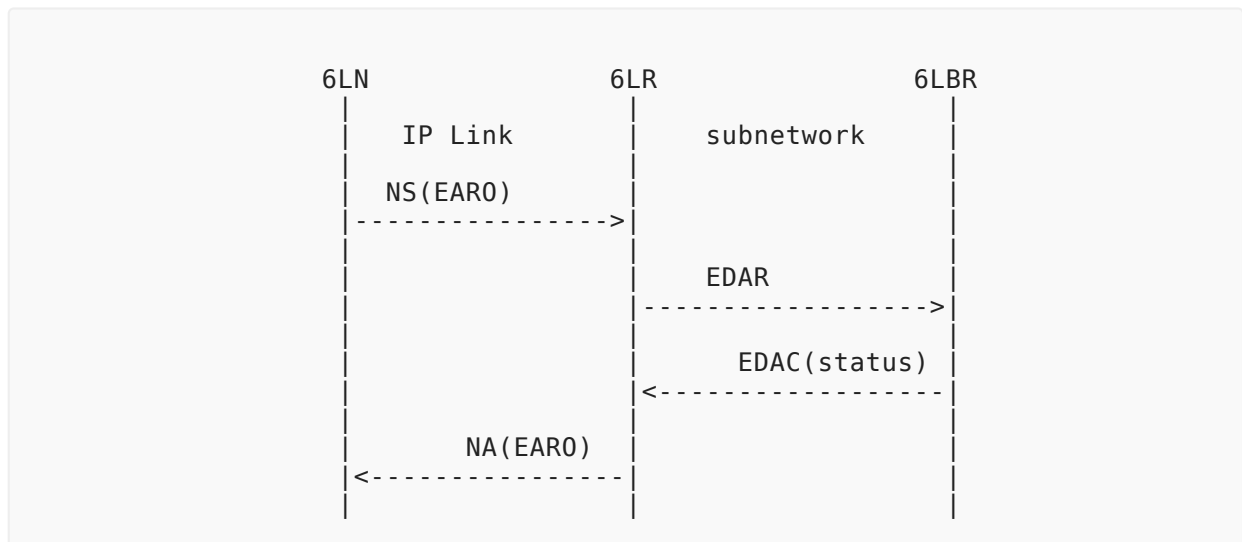 6LN 6LR 6LBR
IP Link subnetwork
NS(EARO)
EDAR
EDAC(status)
NA(EARO)